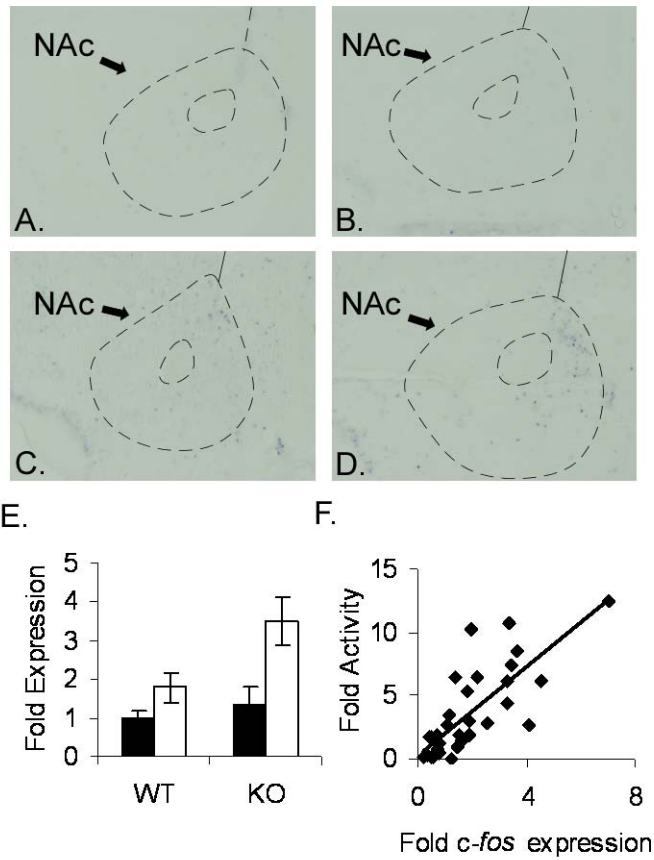 NAc
NAc
A.
B.
NAc
NAc
C.
D.
E.
F.
Fold Expression
5
4
3
2
1
0
WT
KO
Fold Activity
15
10
5
0
0
4
8
Fold c-fos expression